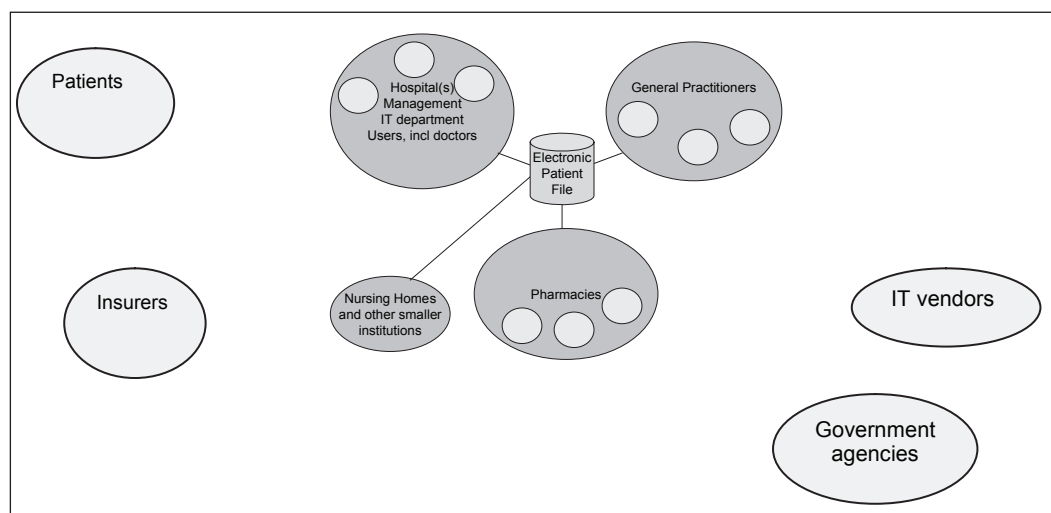 Patients
Hospital(s)
Management
IT department
Users, incl doctors
General Practitioners
Electronic
Patient
File
Insurers
Nursing Homes
and other smaller
institutions
Pharmacies
IT vendors
Government
agencies